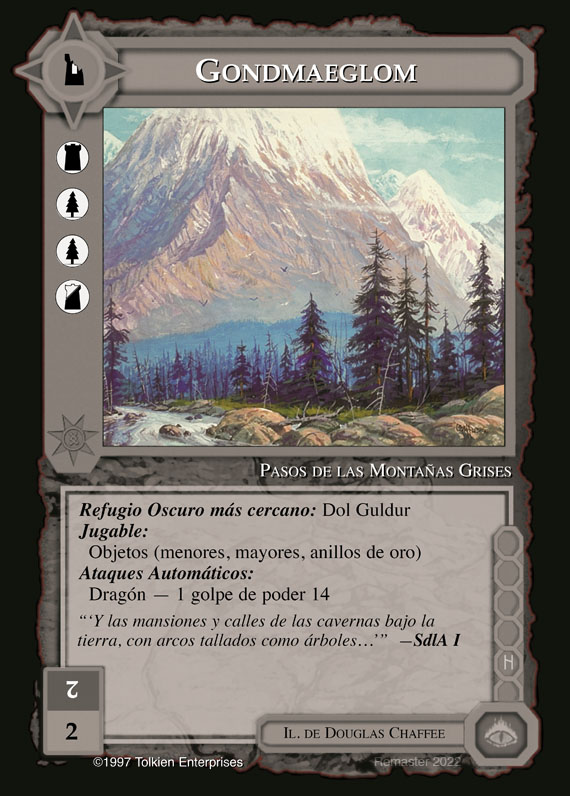 Gondmaeglom
Pasos de las Montañas Grises
Refugio Oscuro más cercano: Dol Guldur
Jugable:
Objetos (menores, mayores, anillos de oro)
Ataques Automáticos:
Dragón — 1 golpe de poder 14
“‘Y las mansiones y calles de las cavernas bajo la
tierra, con arcos tallados como árboles…’” —SdlA I
2
2
H
Il. de Douglas Chaffee
©1997 Tolkien Enterprises
Remaster 2022